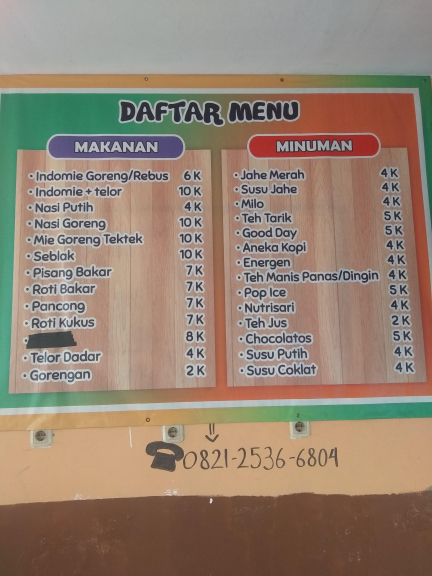 DAFTAR MENU
MAKANAN
• Indomie Goreng/Rebus 6 K
• Indomie + telor 10 K
• Nasi Putih 4 K
• Nasi Goreng 10 K
• Mie Goreng Tektek 10 K
• Seblak 10 K
• Pisang Bakar 7 K
• Roti Bakar 7 K
• Pancong 7 K
• Roti Kukus 7 K
• 8 K
• Telor Dadar 4 K
• Gorengan 2 K
MINUMAN
• Jahe Merah 4 K
• Susu Jahe 4 K
• Milo 4 K
• Teh Tarik 5 K
• Good Day 5 K
• Aneka Kopi 4 K
• Energen 4 K
• Teh Manis Panas/Dingin 4 K
• Pop Ice 5 K
• Nutrisari 4 K
• Teh Jus 2 K
• Chocolatos 5 K
• Susu Putih 4 K
• Susu Coklat 4 K
0821-2536-6804